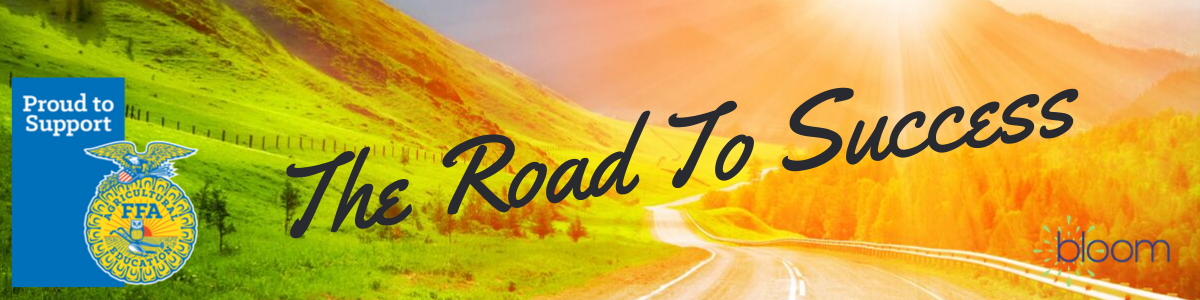 Proud to
Support
AGRICULTURAL
FFA
EDUCATION
The Road To Success
bloom